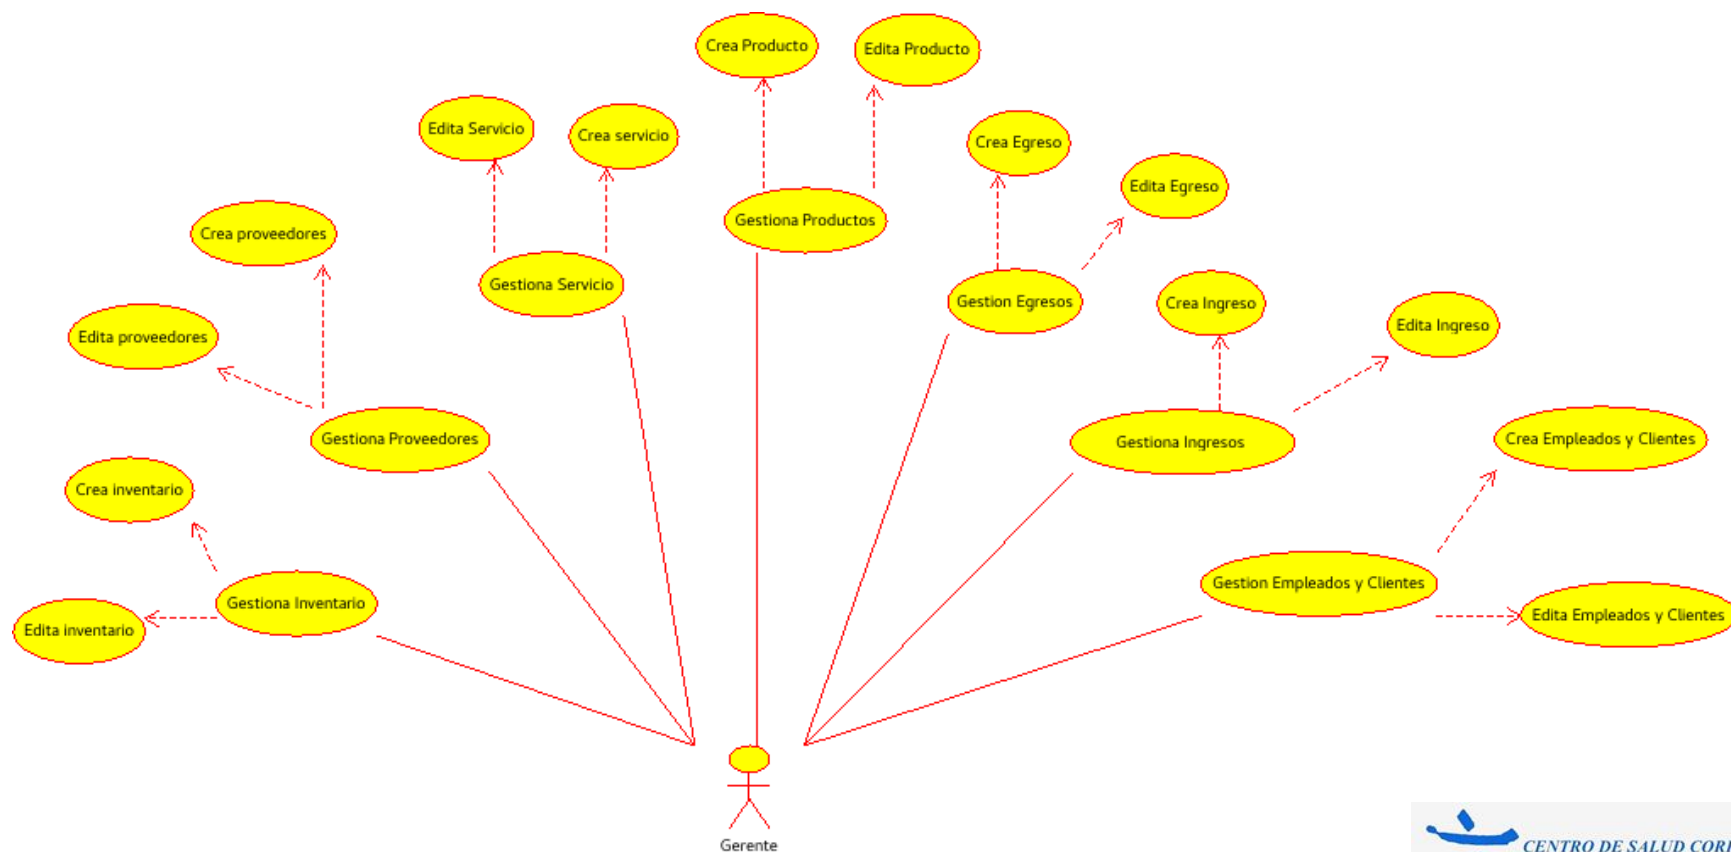 Crea Producto
Edita Producto
Edita Servicio
Crea servicio
Crea Egreso
Edita Egreso
Crea proveedores
Gestiona Productos
Gestiona Servicio
Gestion Egresos
Crea Ingreso
Edita Ingreso
Edita proveedores
Gestiona Proveedores
Gestiona Ingresos
Crea Empleados y Clientes
Crea inventario
Gestion Empleados y Clientes
Gestiona Inventario
Edita Empleados y Clientes
Edita inventario
Gerente
CENTRO DE SALUD